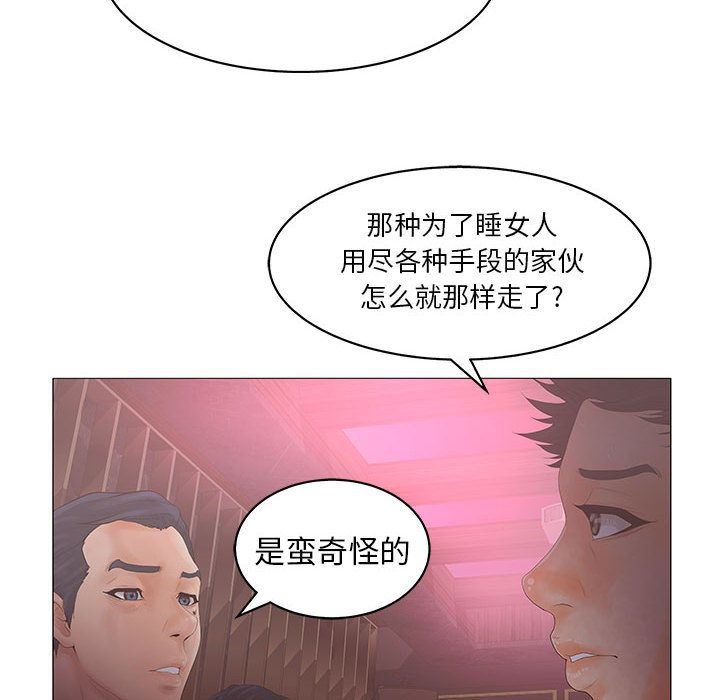 那种为了睡女人
用尽各种手段的家伙
怎么就那样走了?
是蛮奇怪的